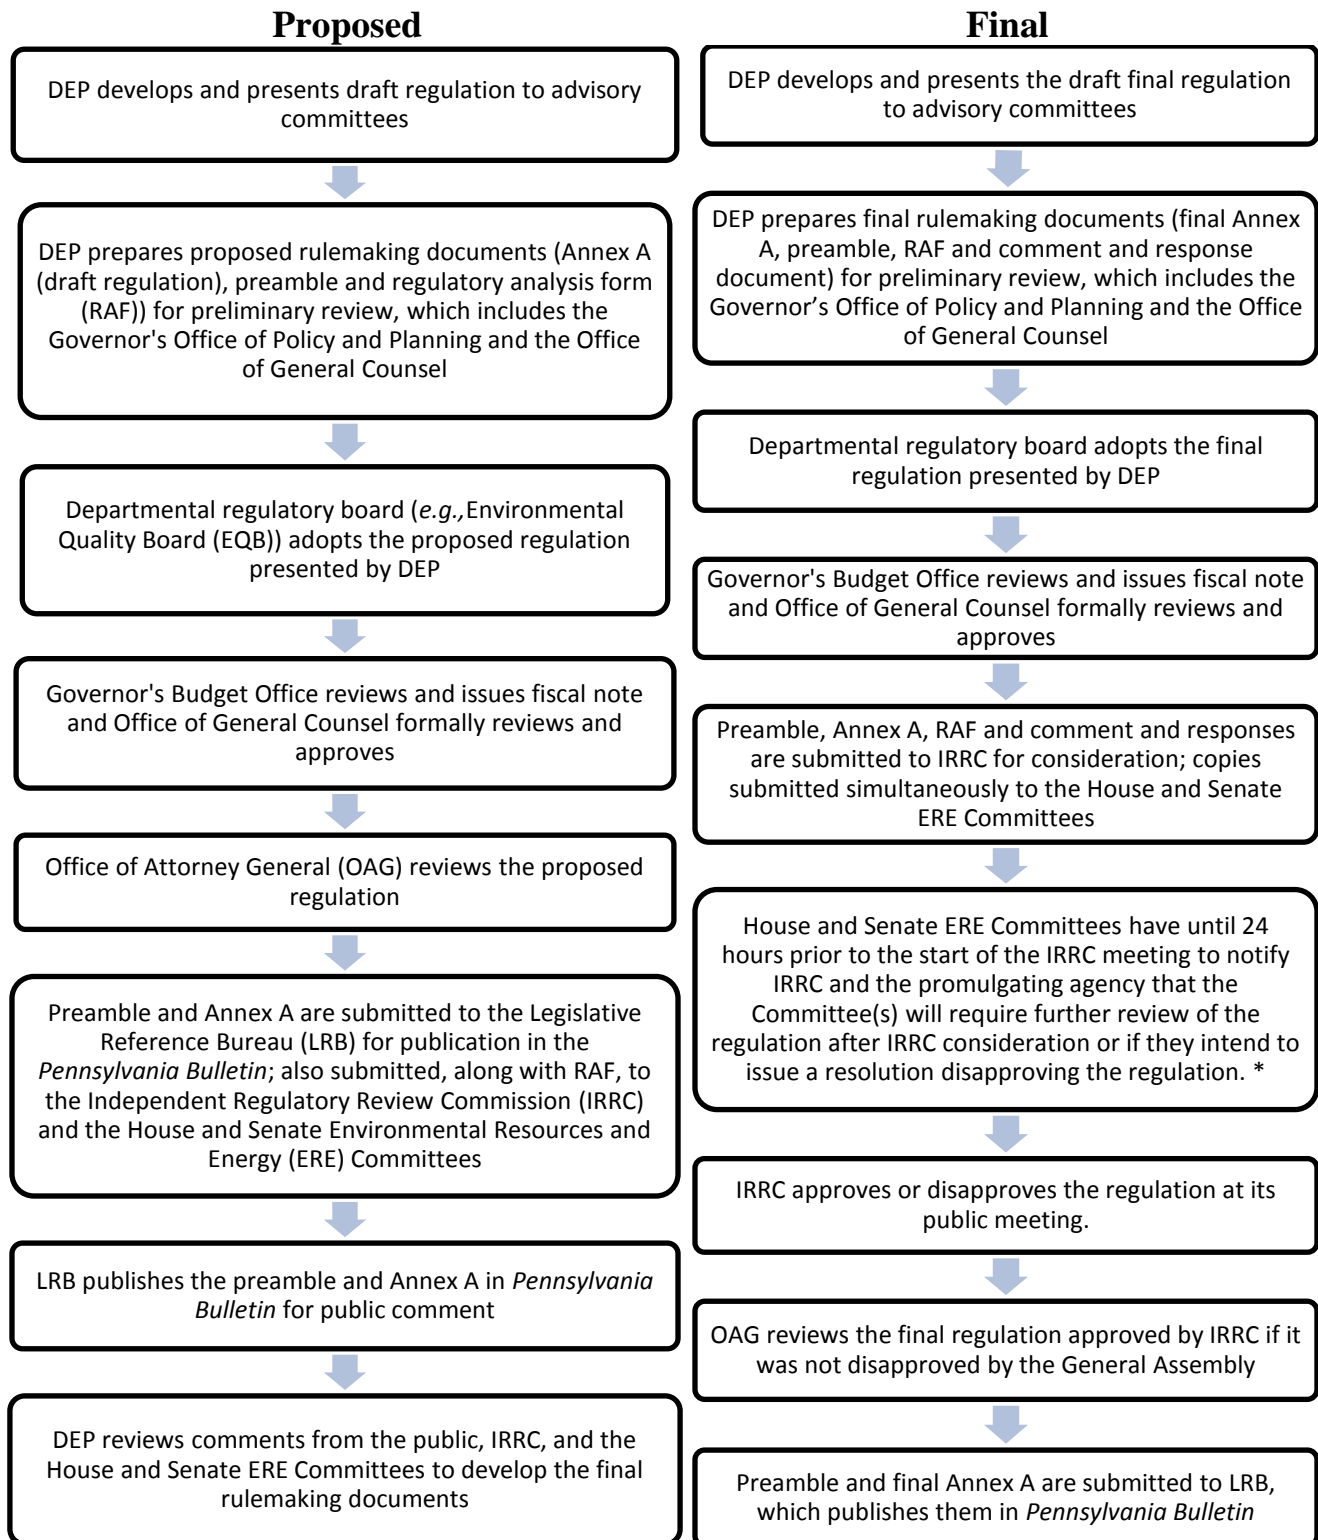 Proposed
DEP develops and presents draft regulation to advisory
committees
DEP prepares proposed rulemaking documents (Annex A
(draft regulation), preamble and regulatory analysis form
(RAF)) for preliminary review, which includes the
Governor's Office of Policy and Planning and the Office
of General Counsel
Departmental regulatory board (e.g.,Environmental
Quality Board (EQB)) adopts the proposed regulation
presented by DEP
Governor's Budget Office reviews and issues fiscal note
and Office of General Counsel formally reviews and
approves
Office of Attorney General (OAG) reviews the proposed
regulation
Preamble and Annex A are submitted to the Legislative
Reference Bureau (LRB) for publication in the
Pennsylvania Bulletin; also submitted, along with RAF, to
the Independent Regulatory Review Commission (IRRC)
and the House and Senate Environmental Resources and
Energy (ERE) Committees
LRB publishes the preamble and Annex A in Pennsylvania
Bulletin for public comment
DEP reviews comments from the public, IRRC, and the
House and Senate ERE Committees to develop the final
rulemaking documents
Final
DEP develops and presents the draft final regulation
to advisory committees
DEP prepares final rulemaking documents (final Annex
A, preamble, RAF and comment and response
document) for preliminary review, which includes the
Governor’s Office of Policy and Planning and the Office
of General Counsel
Departmental regulatory board adopts the final
regulation presented by DEP
Governor's Budget Office reviews and issues fiscal note
and Office of General Counsel formally reviews and
approves
Preamble, Annex A, RAF and comment and responses
are submitted to IRRC for consideration; copies
submitted simultaneously to the House and Senate
ERE Committees
House and Senate ERE Committees have until 24
hours prior to the start of the IRRC meeting to notify
IRRC and the promulgating agency that the
Committee(s) will require further review of the
regulation after IRRC consideration or if they intend to
issue a resolution disapproving the regulation. *
IRRC approves or disapproves the regulation at its
public meeting.
OAG reviews the final regulation approved by IRRC if it
was not disapproved by the General Assembly
Preamble and final Annex A are submitted to LRB,
which publishes them in Pennsylvania Bulletin